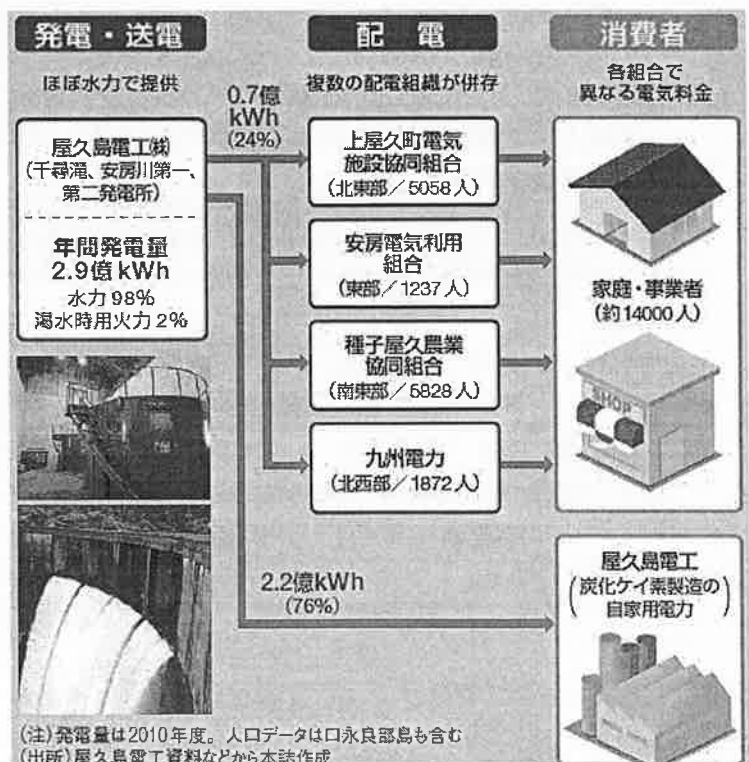 発電・送電
ほぼ水力で提供
屋久島電工㈱
(千尋滝、安房川第一、
第二発電所)
年間発電量
2.9億kWh
水力98%
渇水時用火力2%
0.7億
kWh
(24%)
配電
複数の配電組織が併存
上屋久町電気
施設協同組合
(北東部/5058人)
安房電気利用
組合
(東部/1237人)
種子屋久農業
協同組合
(南東部/5828人)
九州電力
(北西部/1872人)
2.2億kWh
(76%)
消費者
各組合で
異なる電気料金
家庭・事業者
(約14000人)
SHOP
屋久島電工
(炭化ケイ素製造の
自家用電力)
(注)発電量は2010年度。人口データは口永良部島も含む
(出所)屋久島電工資料などから本誌作成